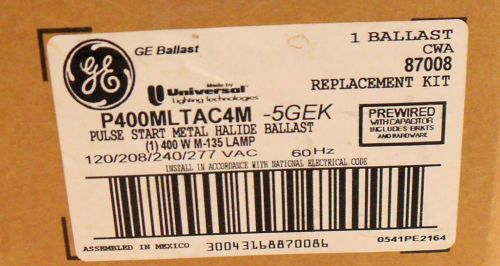 GE
GE Ballast
1 BALLAST
CWA
87008
REPLACEMENT KIT
Made by
Universal
Lighting Technologies
P400MLTAC4M -5GEK
PULSE START METAL HALIDE BALLAST
(1) 400 W M-135 LAMP
120/208/240/277 VAC 60 Hz
PREWIRED
WITH CAPACITOR
INCLUDES BRKTS
AND HARDWARE
INSTALL IN ACCORDANCE WITH NATIONAL ELECTRICAL CODE
ASSEMBLED IN MEXICO 30043168870086 0541PE2164